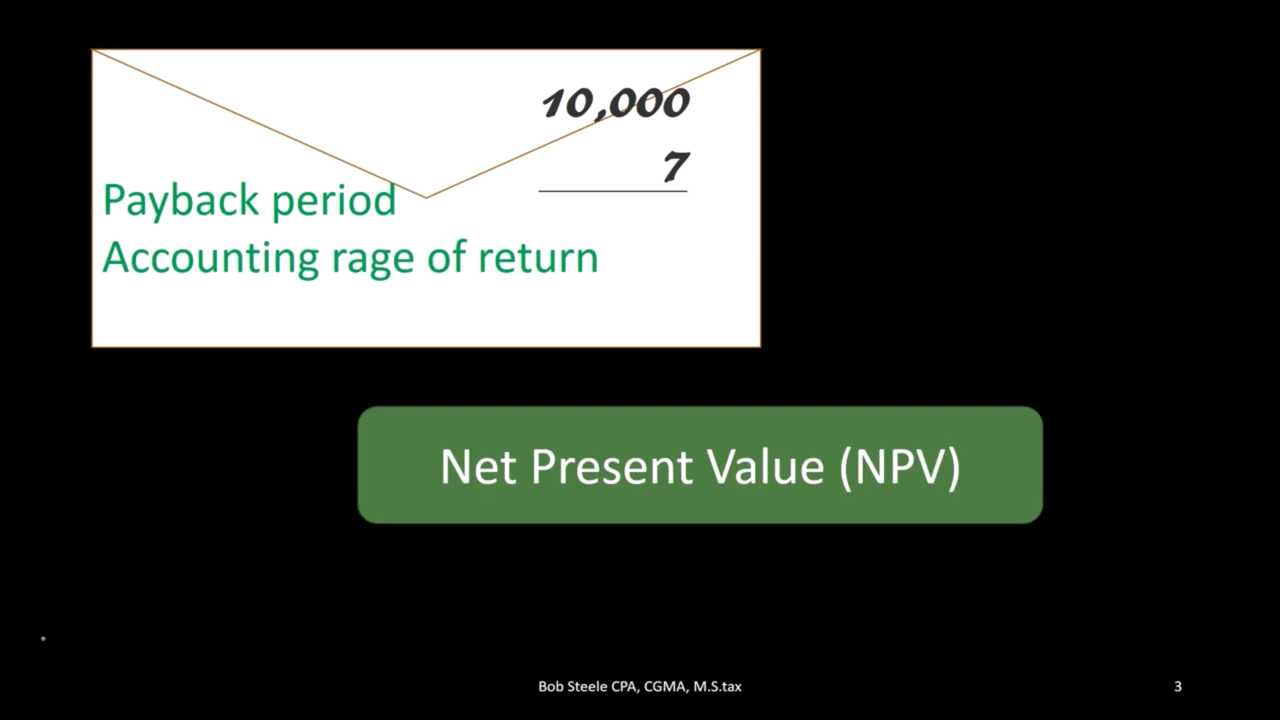 10,000
7
Payback period
Accounting rage of return
Net Present Value (NPV)
Bob Steele CPA, CGMA, M.S.tax
3